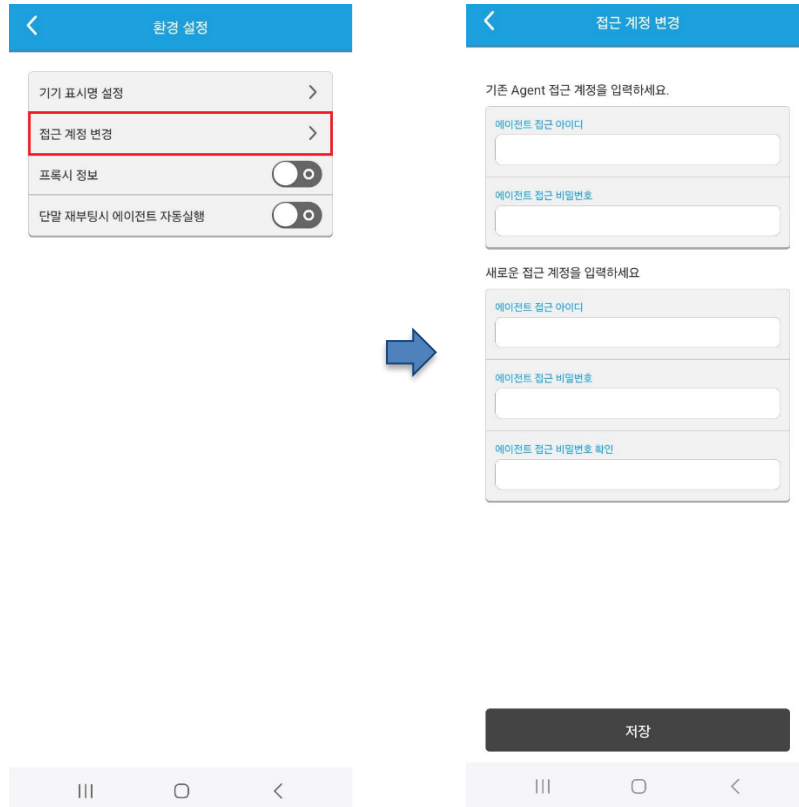 환경 설정
기기 표시명 설정
접근 계정 변경
프록시 정보
단말 재부팅시 에이전트 자동실행
접근 계정 변경
기존 Agent 접근 계정을 입력하세요.
에이전트 접근 아이디
에이전트 접근 비밀번호
새로운 접근 계정을 입력하세요
에이전트 접근 아이디
에이전트 접근 비밀번호
에이전트 접근 비밀번호 확인
저장